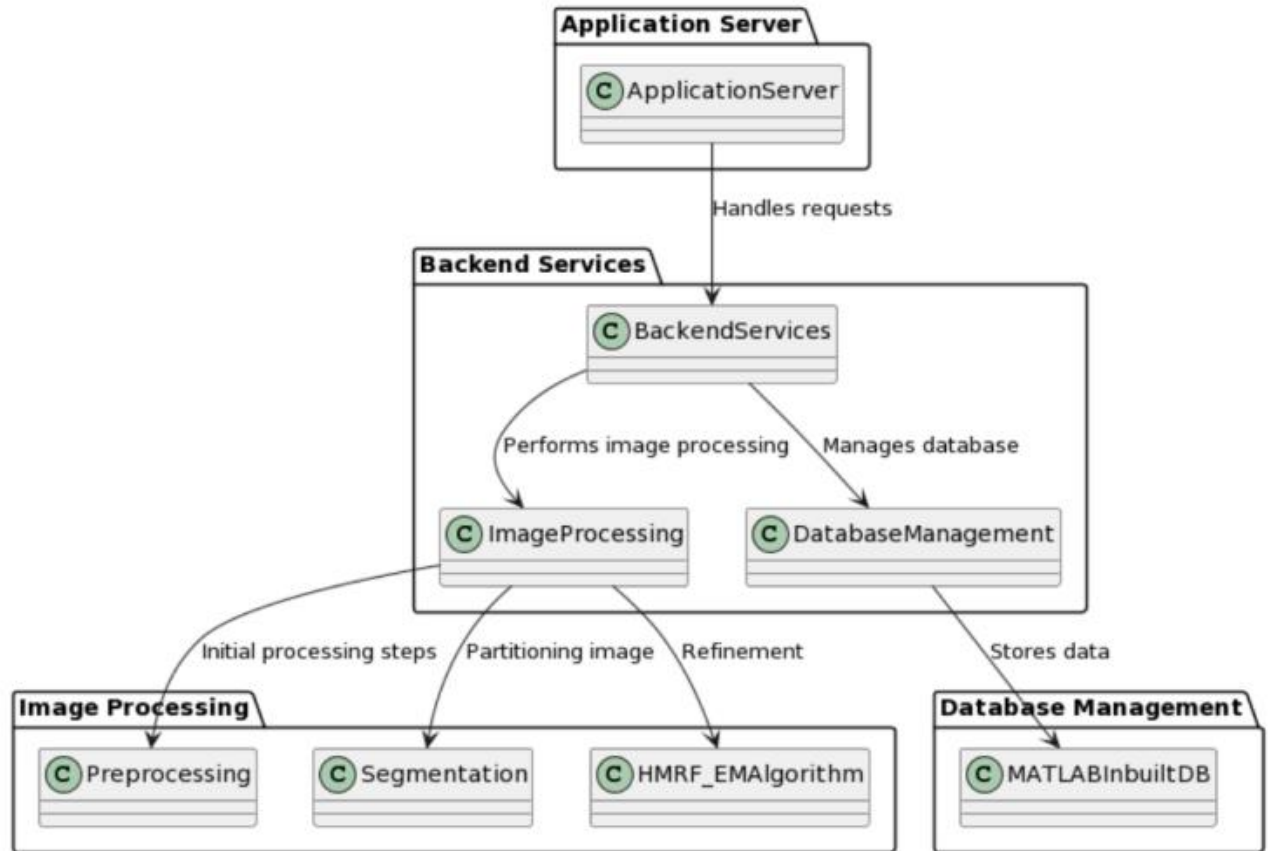 Application Server
C ApplicationServer
Handles requests
Backend Services
C BackendServices
Performs image processing
Manages database
C ImageProcessing
C DatabaseManagement
Initial processing steps
Partitioning image
Refinement
Stores data
Image Processing
Database Management
C Preprocessing
C Segmentation
C HMRF_EMAlgorithm
C MATLABInbuiltDB